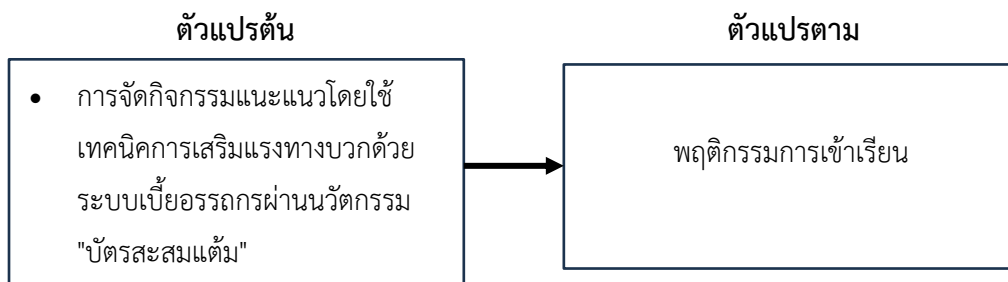 ตัวแปรต้น
ตัวแปรตาม
• การจัดกิจกรรมแนะแนวโดยใช้
เทคนิคการเสริมแรงทางบวกด้วย
ระบบเบี้ยอรรถกรผ่านนวัตกรรม
"บัตรสะสมแต้ม"
พฤติกรรมการเข้าเรียน